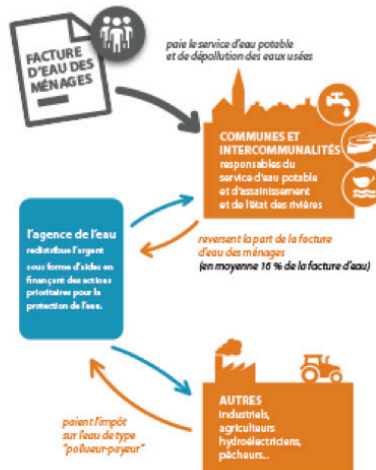 FACTURE
D'EAU DES
MÉNAGES
paie le service d'eau potable
et de dépollution des eaux usées
COMMUNES ET
INTERCOMMUNALITÉS
responsables du
service d'eau potable
et d'assainissement
et de l'état des rivières
l'agence de l'eau
redistribue l'argent
sous forme d'aides en
finançant des actions
prioritaires pour la
protection de l'eau.
reversent la part de la facture
d'eau des ménages
(en moyenne 16 % de la facture d'eau)
paient l'impôt
sur l'eau de type
"pollueur-payeur"
AUTRES
industriels,
agriculteurs
hydroélectriciens,
pêcheurs...